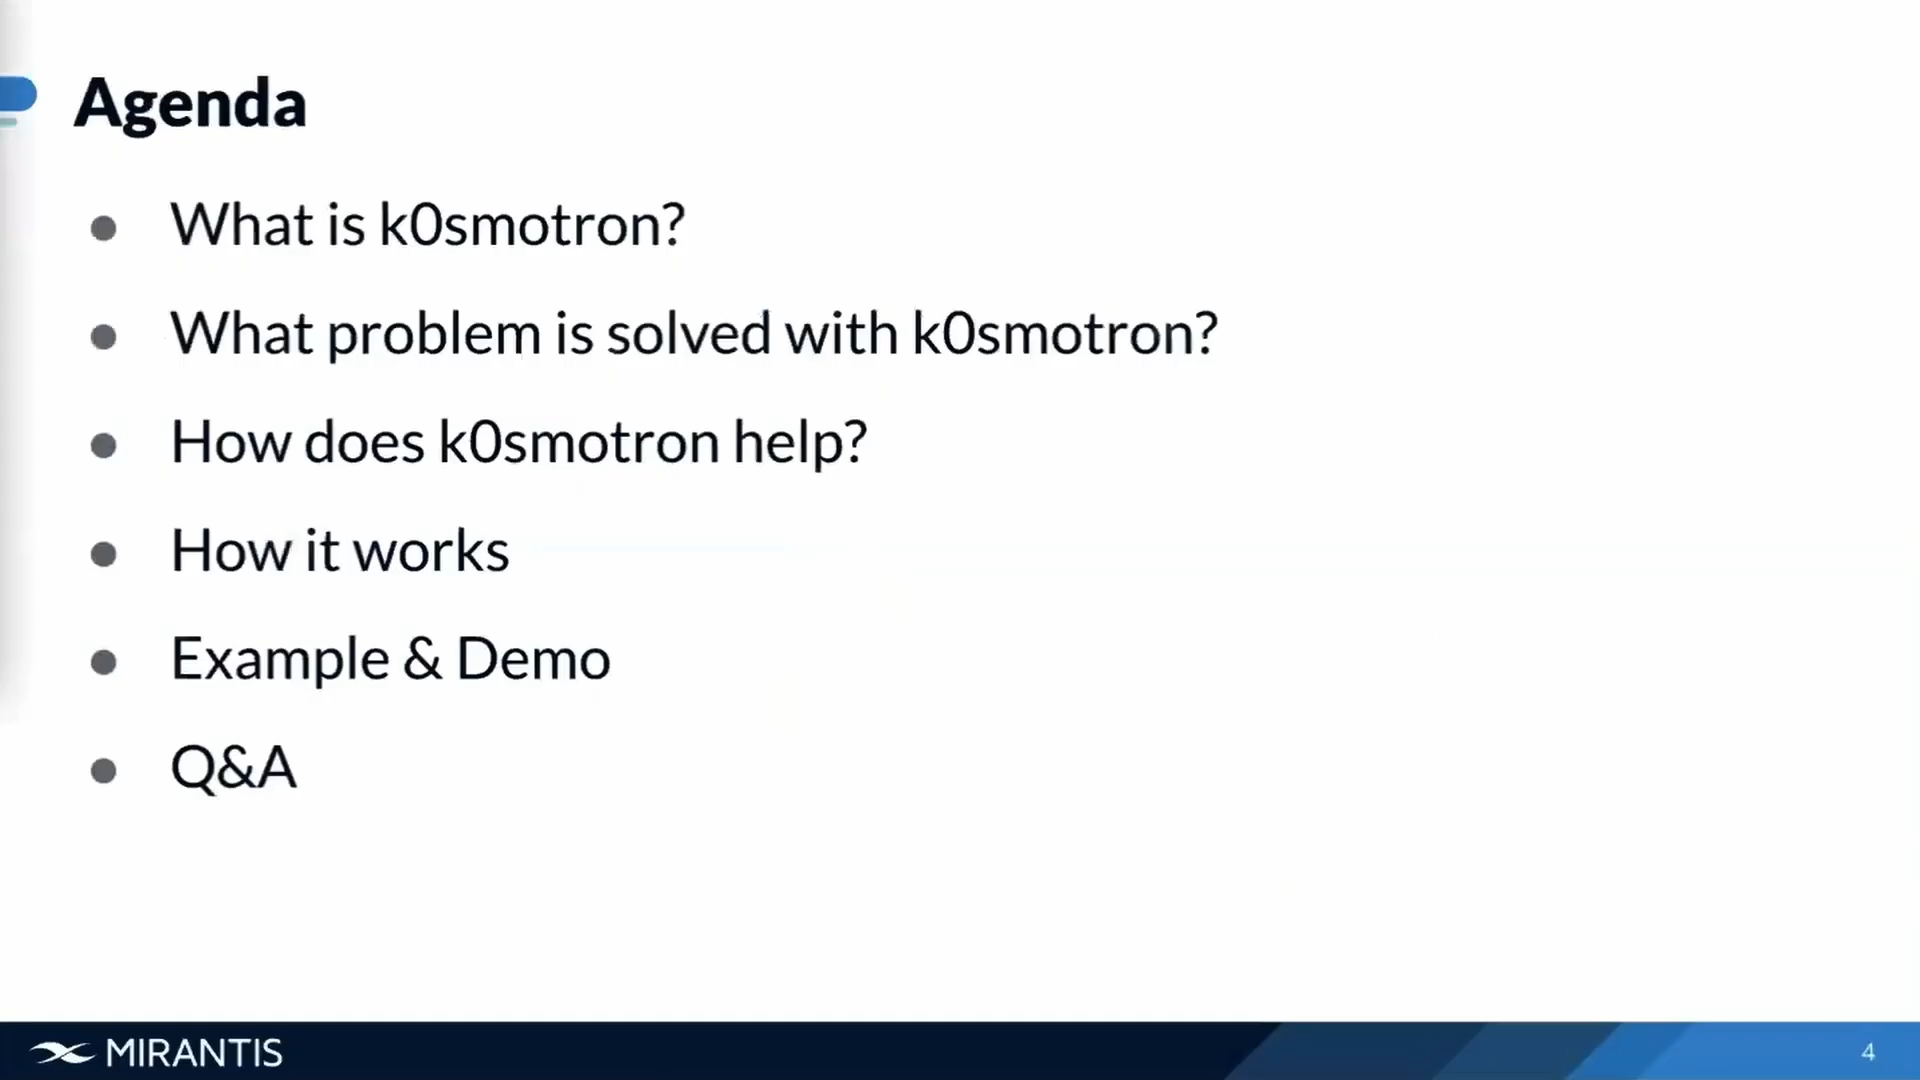 Agenda
● What is k0smotron?
● What problem is solved with k0smotron?
● How does k0smotron help?
● How it works
● Example & Demo
● Q&A
MIRANTIS
4